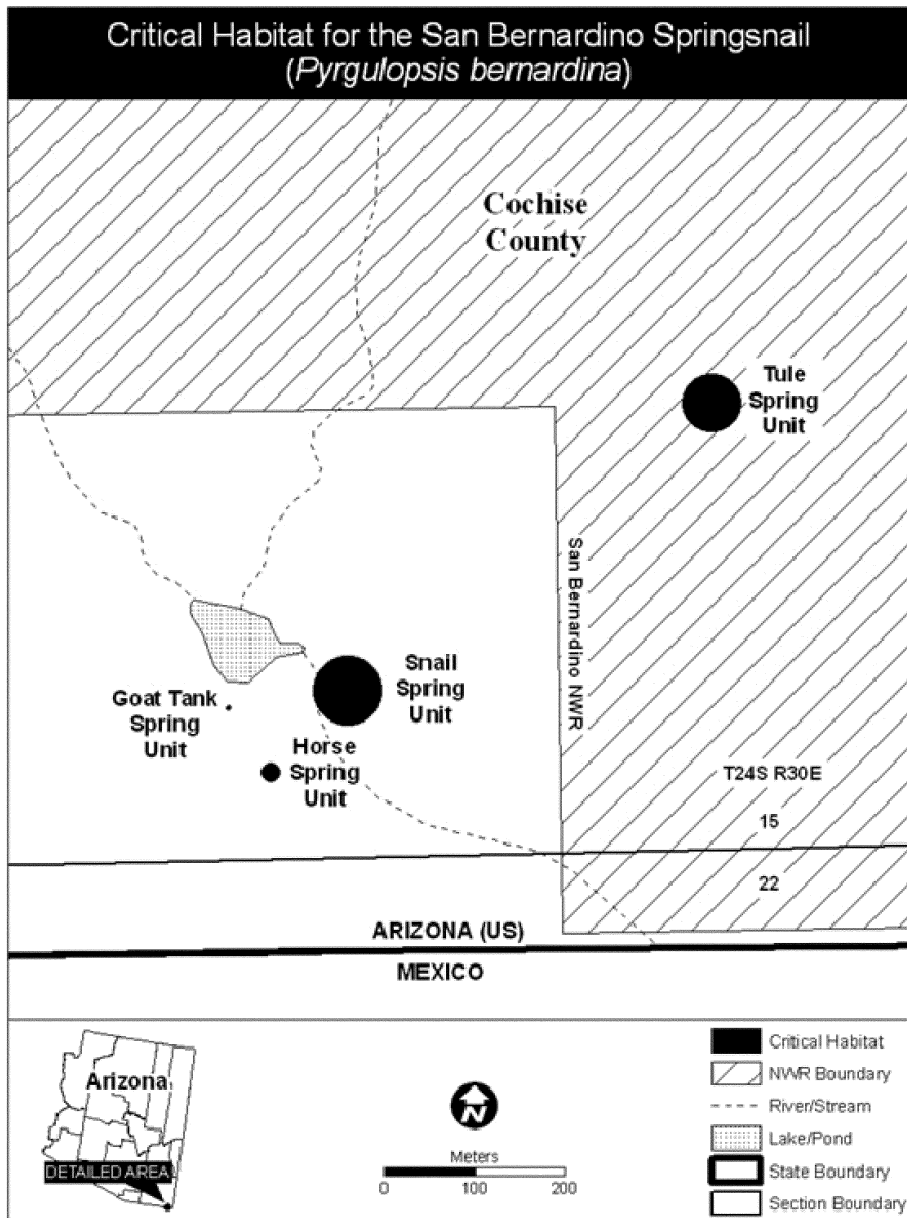 Critical Habitat for the San Bernardino Springsnail
(Pyrgulopsis bernardina)
Cochise
County
Tule
Spring
Unit
San Bernardino NWR
Snail
Spring
Unit
Goat Tank
Spring
Unit
Horse
Spring
Unit
T24S R30E
15
22
ARIZONA (US)
MEXICO
Arizona
DETAILED AREA
N
Meters
0 100 200
Critical Habitat
NWR Boundary
River/Stream
Lake/Pond
State Boundary
Section Boundary